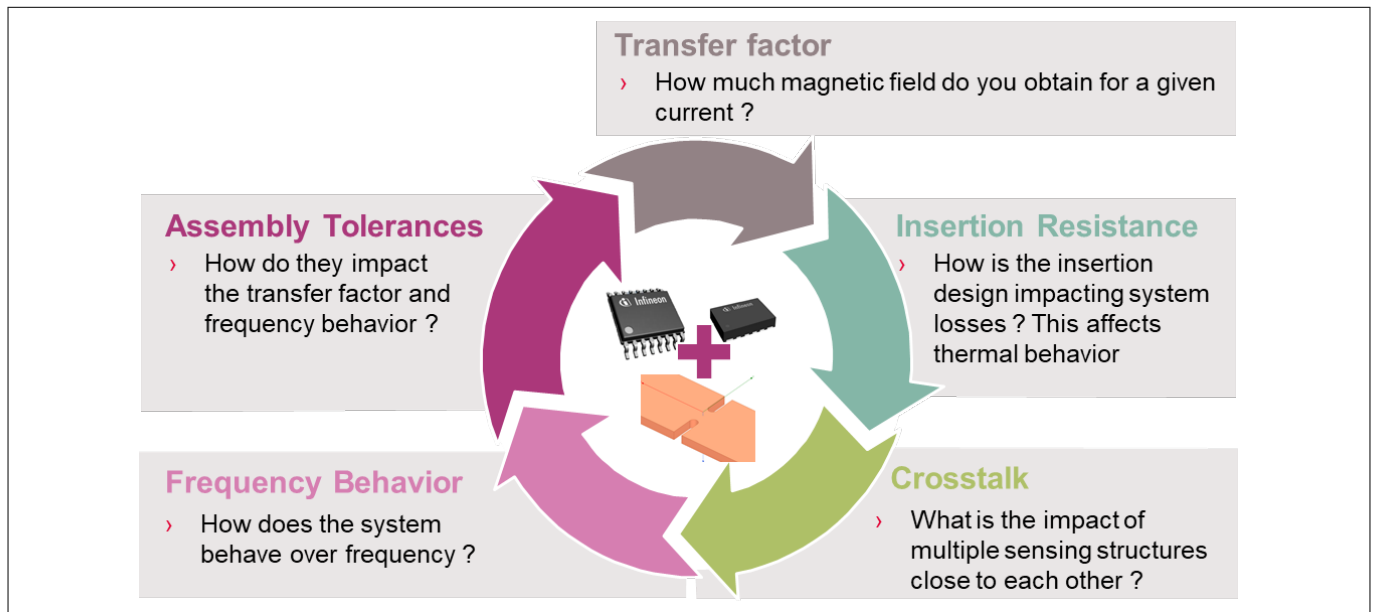 Transfer factor
› How much magnetic field do you obtain for a given
current ?
Assembly Tolerances
› How do they impact
the transfer factor and
frequency behavior ?
Insertion Resistance
› How is the insertion
design impacting system
losses ? This affects
thermal behavior
Infineon
Infineon
Frequency Behavior
› How does the system
behave over frequency ?
Crosstalk
› What is the impact of
multiple sensing structures
close to each other ?